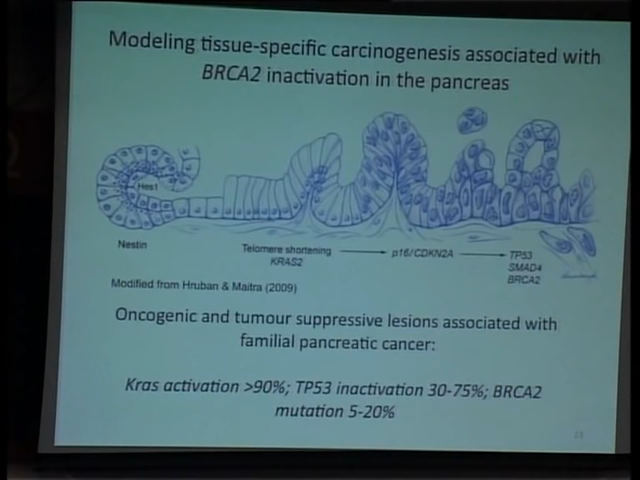 Modeling tissue-specific carcinogenesis associated with
BRCA2 inactivation in the pancreas
Hes1
Nestin
Telomere shortening
KRAS2
p16/CDKN2A
TP53
SMAD4
BRCA2
Modified from Hruban & Maitra (2009)
Oncogenic and tumour suppressive lesions associated with
familial pancreatic cancer:
Kras activation >90%; TP53 inactivation 30-75%; BRCA2
mutation 5-20%